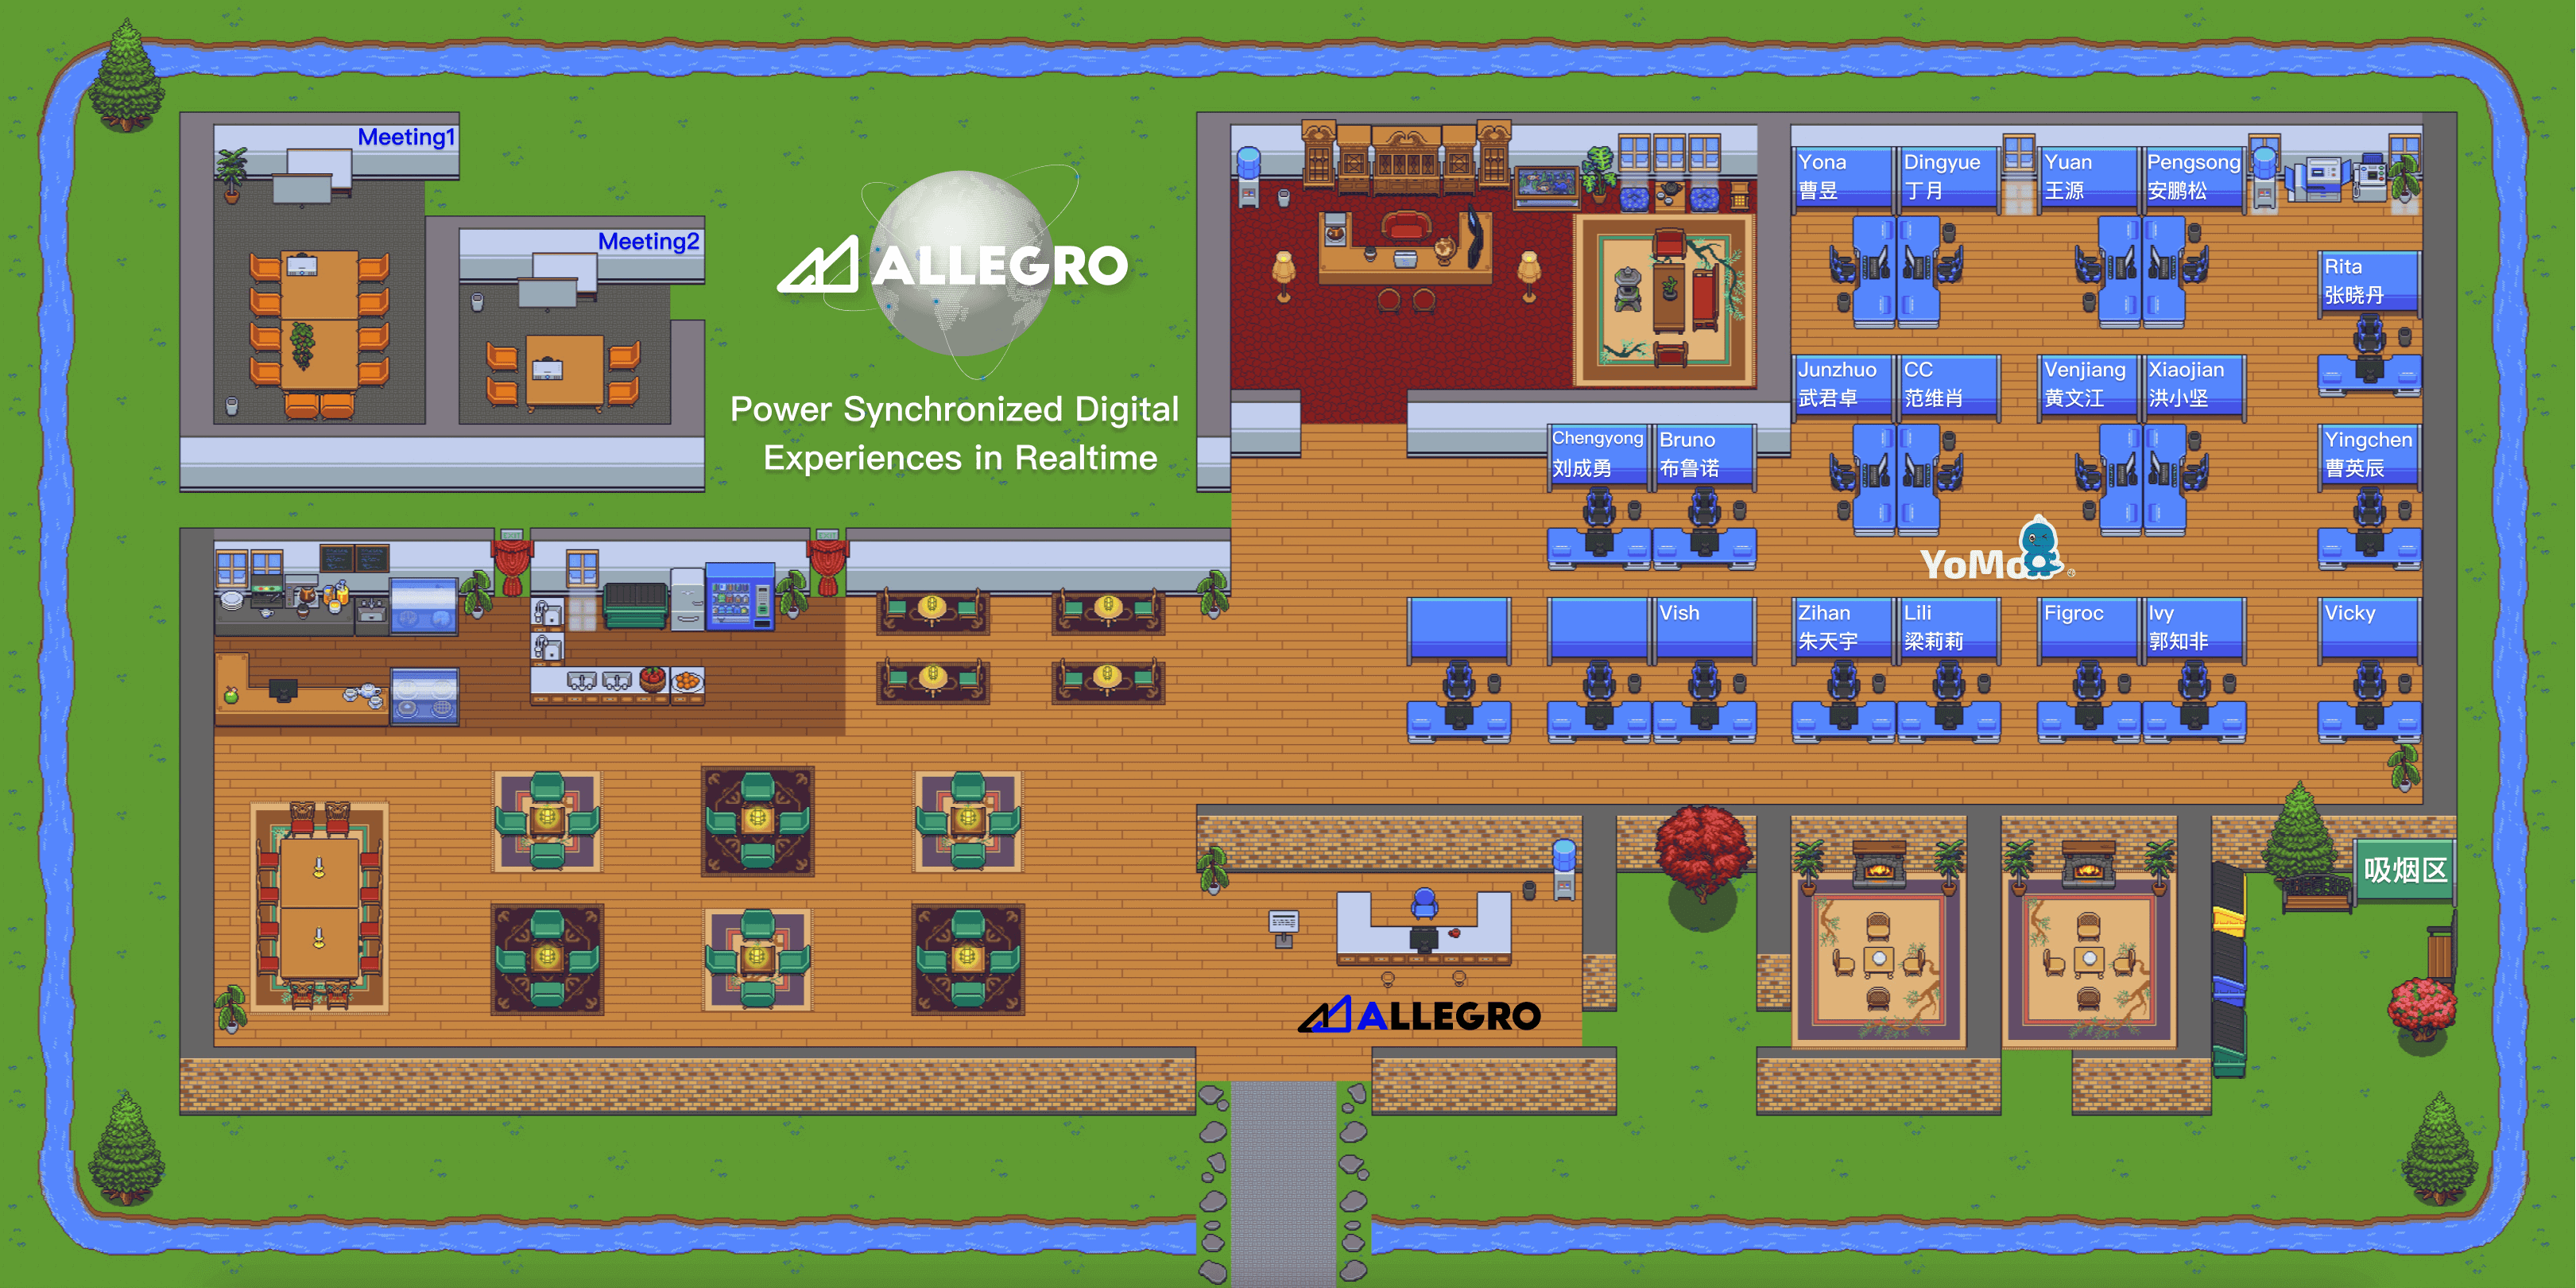 Meeting1
Meeting2
ALLEGRO
Power Synchronized Digital
Experiences in Realtime
Yona
曹昱
Dingyue
丁月
Yuan
王源
Pengsong
安鹏松
Rita
张晓丹
Junzhuo
武君卓
CC
范维肖
Venjiang
黄文江
Xiaojian
洪小坚
Chengyong
刘成勇
Bruno
布鲁诺
Yingchen
曹英辰
YoMo
EXIT
EXIT
Vish
Zihan
朱天宇
Lili
梁莉莉
Figroc
Ivy
郭知非
Vicky
吸烟区
ALLEGRO